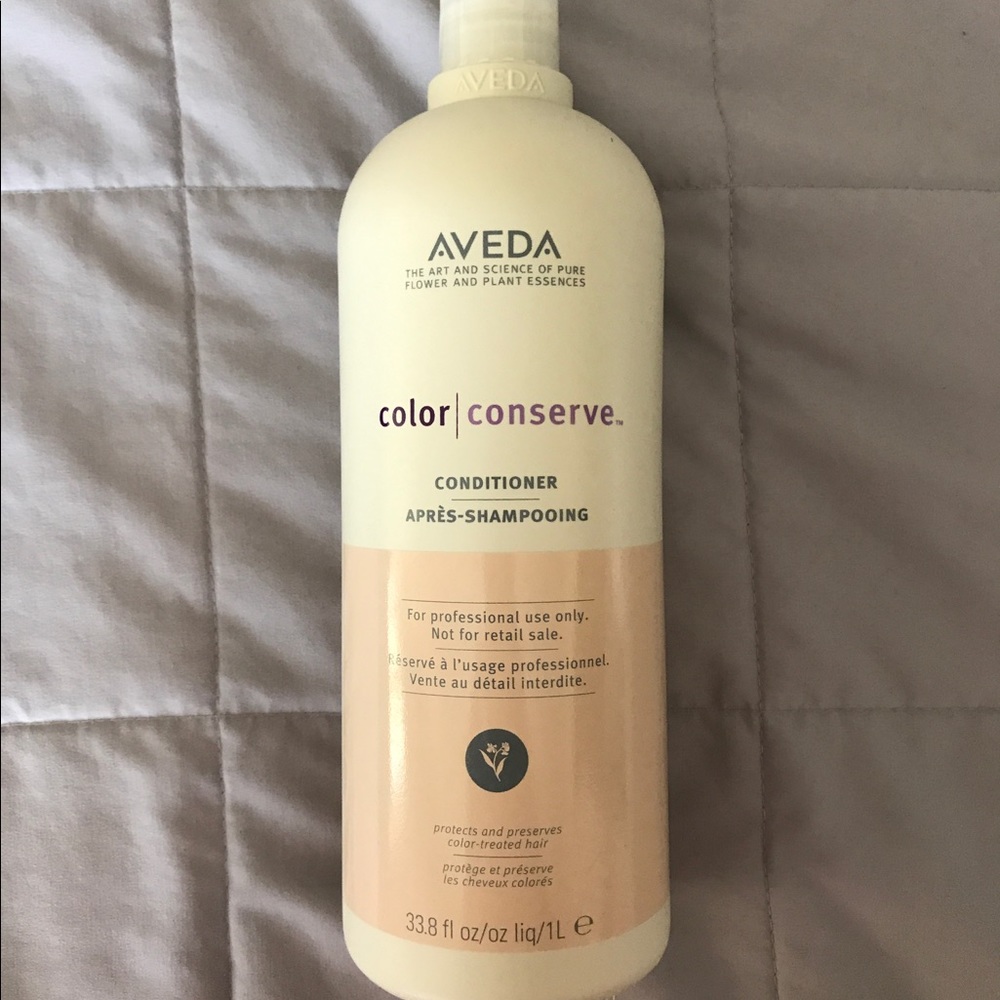 AVEDA
AVEDA
THE ART AND SCIENCE OF PURE
FLOWER AND PLANT ESSENCES
color|conserve™
CONDITIONER
APRÈS-SHAMPOOING
For professional use only.
Not for retail sale.
Réservé à l'usage professionnel.
Vente au détail interdite.
protects and preserves
color-treated hair
protège et préserve
les cheveux colorés
33.8 fl oz/oz liq/1L ℮